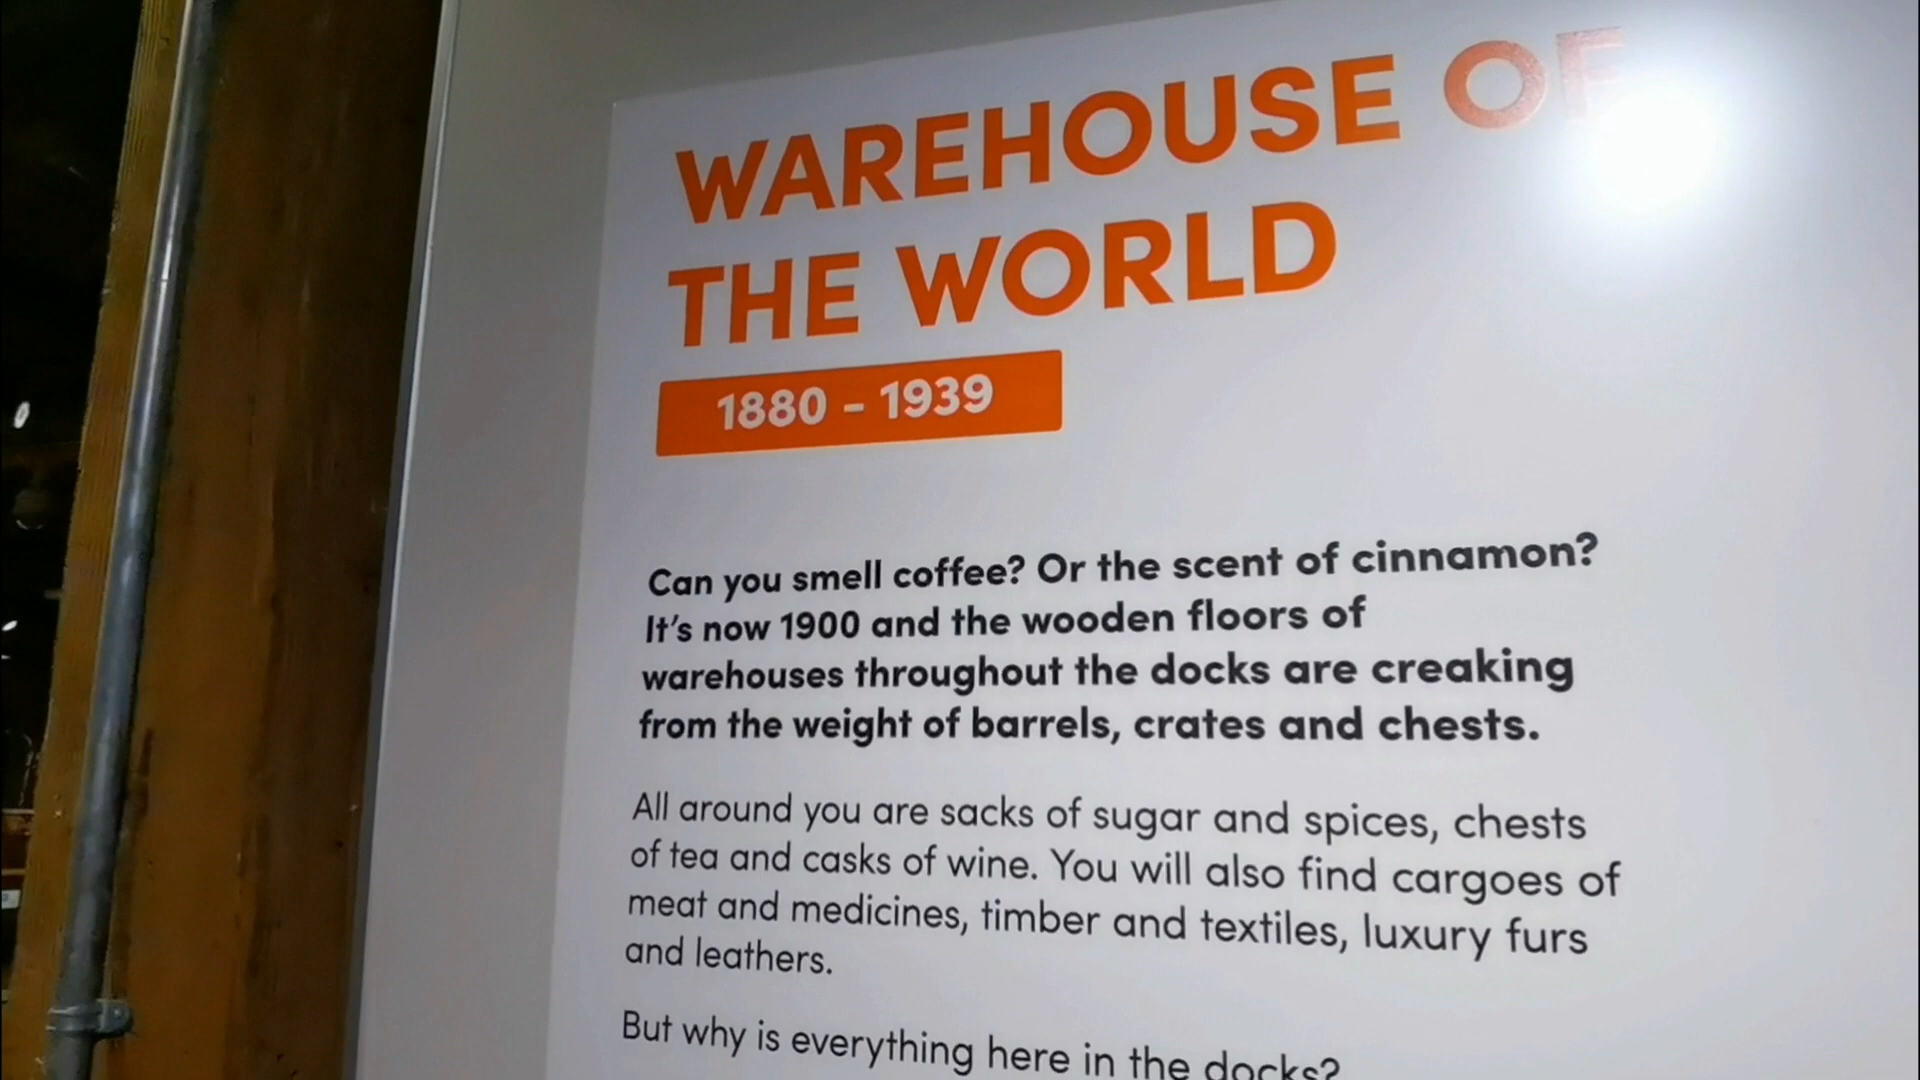 WAREHOUSE OF
THE WORLD
1880 – 1939
Can you smell coffee? Or the scent of cinnamon?
It's now 1900 and the wooden floors of
warehouses throughout the docks are creaking
from the weight of barrels, crates and chests.
All around you are sacks of sugar and spices, chests
of tea and casks of wine. You will also find cargoes of
meat and medicines, timber and textiles, luxury furs
and leathers.
But why is everything here in the docks?